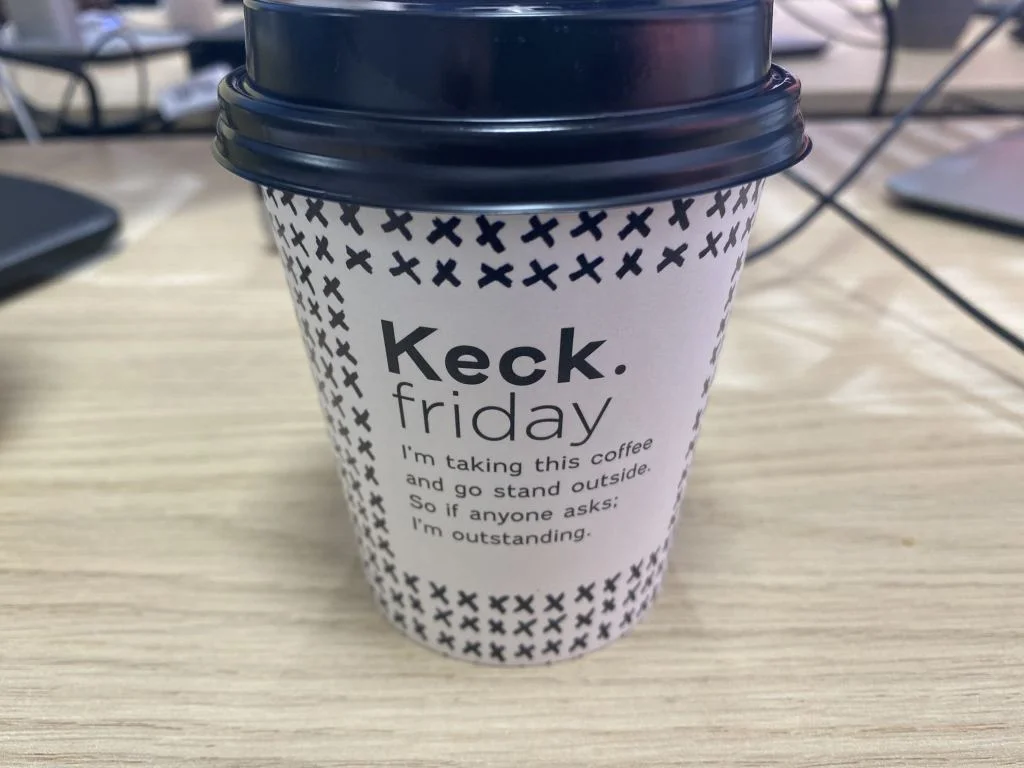 Keck.
friday
I'm taking this coffee
and go stand outside.
So if anyone asks;
I'm outstanding.